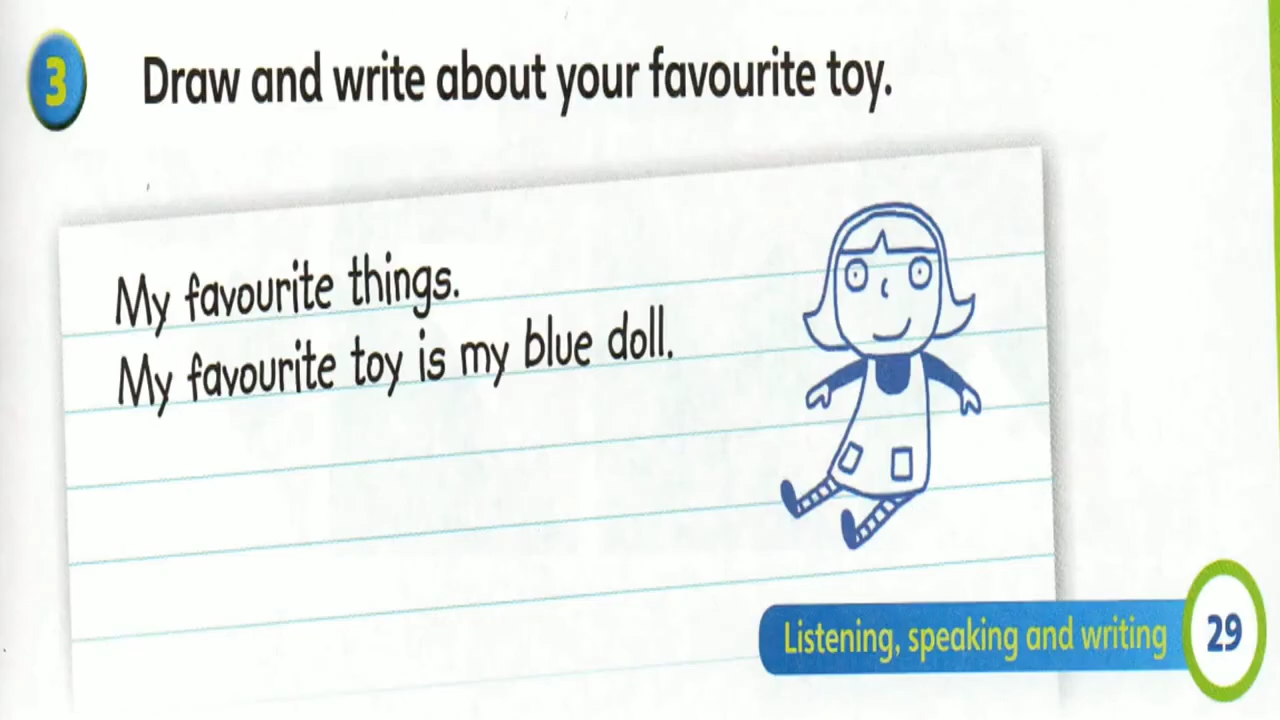 3 Draw and write about your favourite toy.
My favourite things.
My favourite toy is my blue doll.
Listening, speaking and writing 29